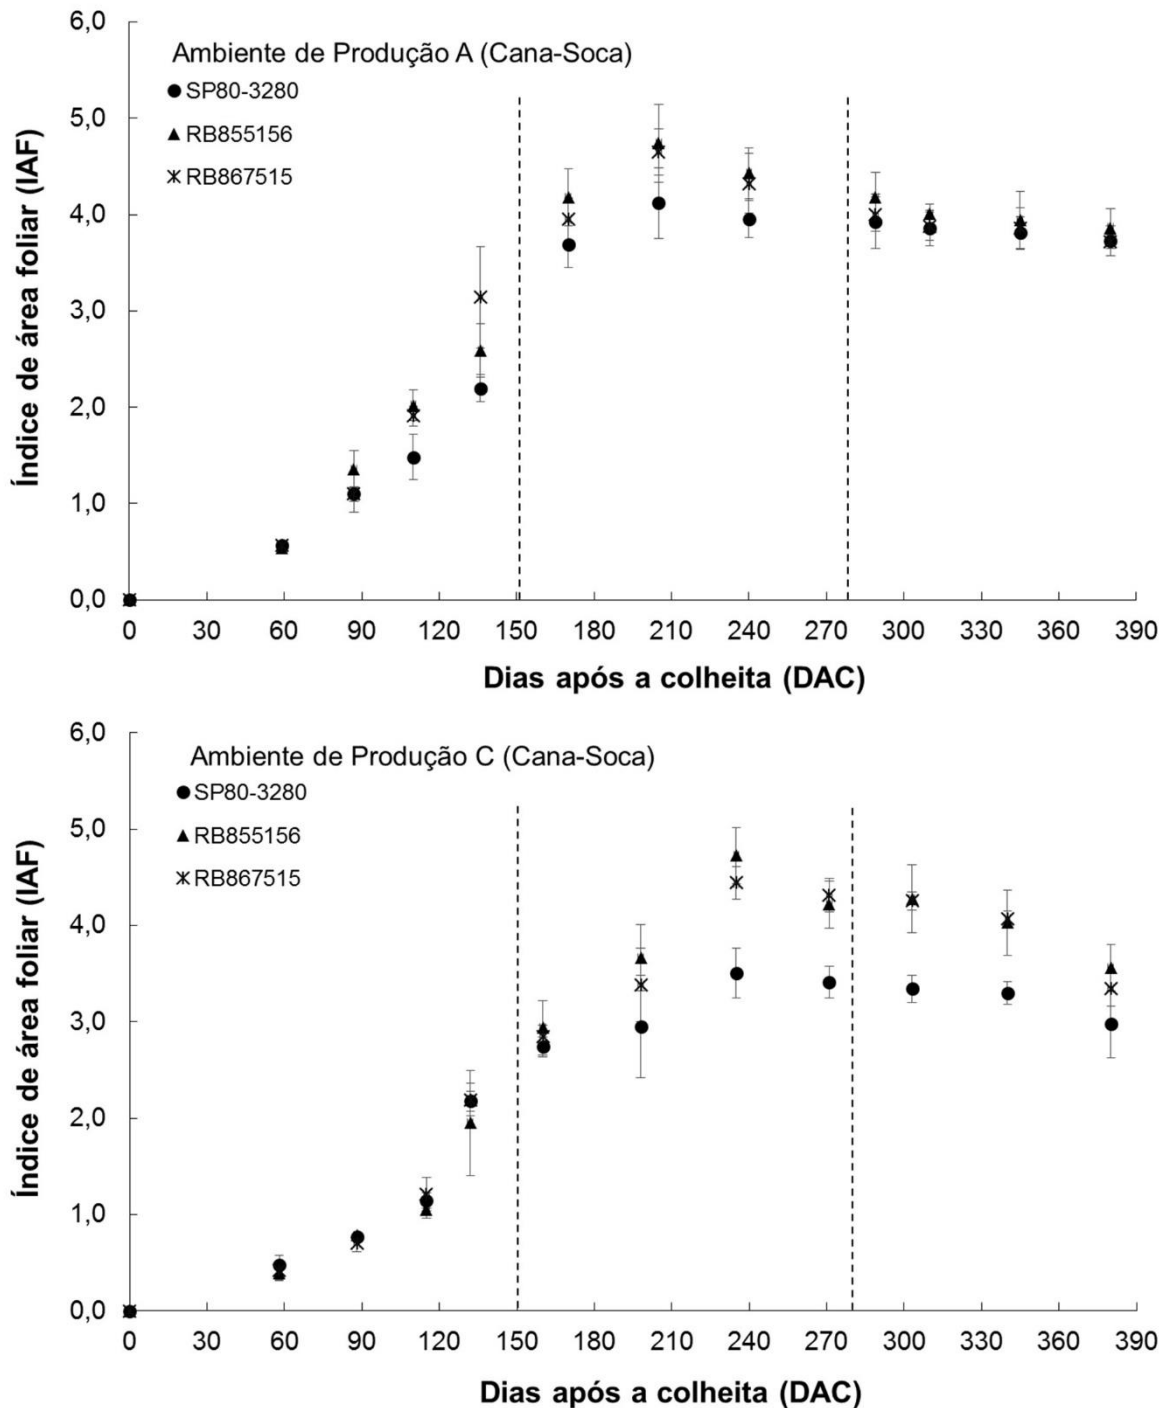 6,0
Ambiente de Produção A (Cana-Soca)
SP80-3280
RB855156
RB867515
5,0
4,0
3,0
2,0
1,0
0,0
Índice de área foliar (IAF)
0 30 60 90 120 150 180 210 240 270 300 330 360 390
Dias após a colheita (DAC)
6,0
Ambiente de Produção C (Cana-Soca)
SP80-3280
RB855156
RB867515
5,0
4,0
3,0
2,0
1,0
0,0
Índice de área foliar (IAF)
0 30 60 90 120 150 180 210 240 270 300 330 360 390
Dias após a colheita (DAC)